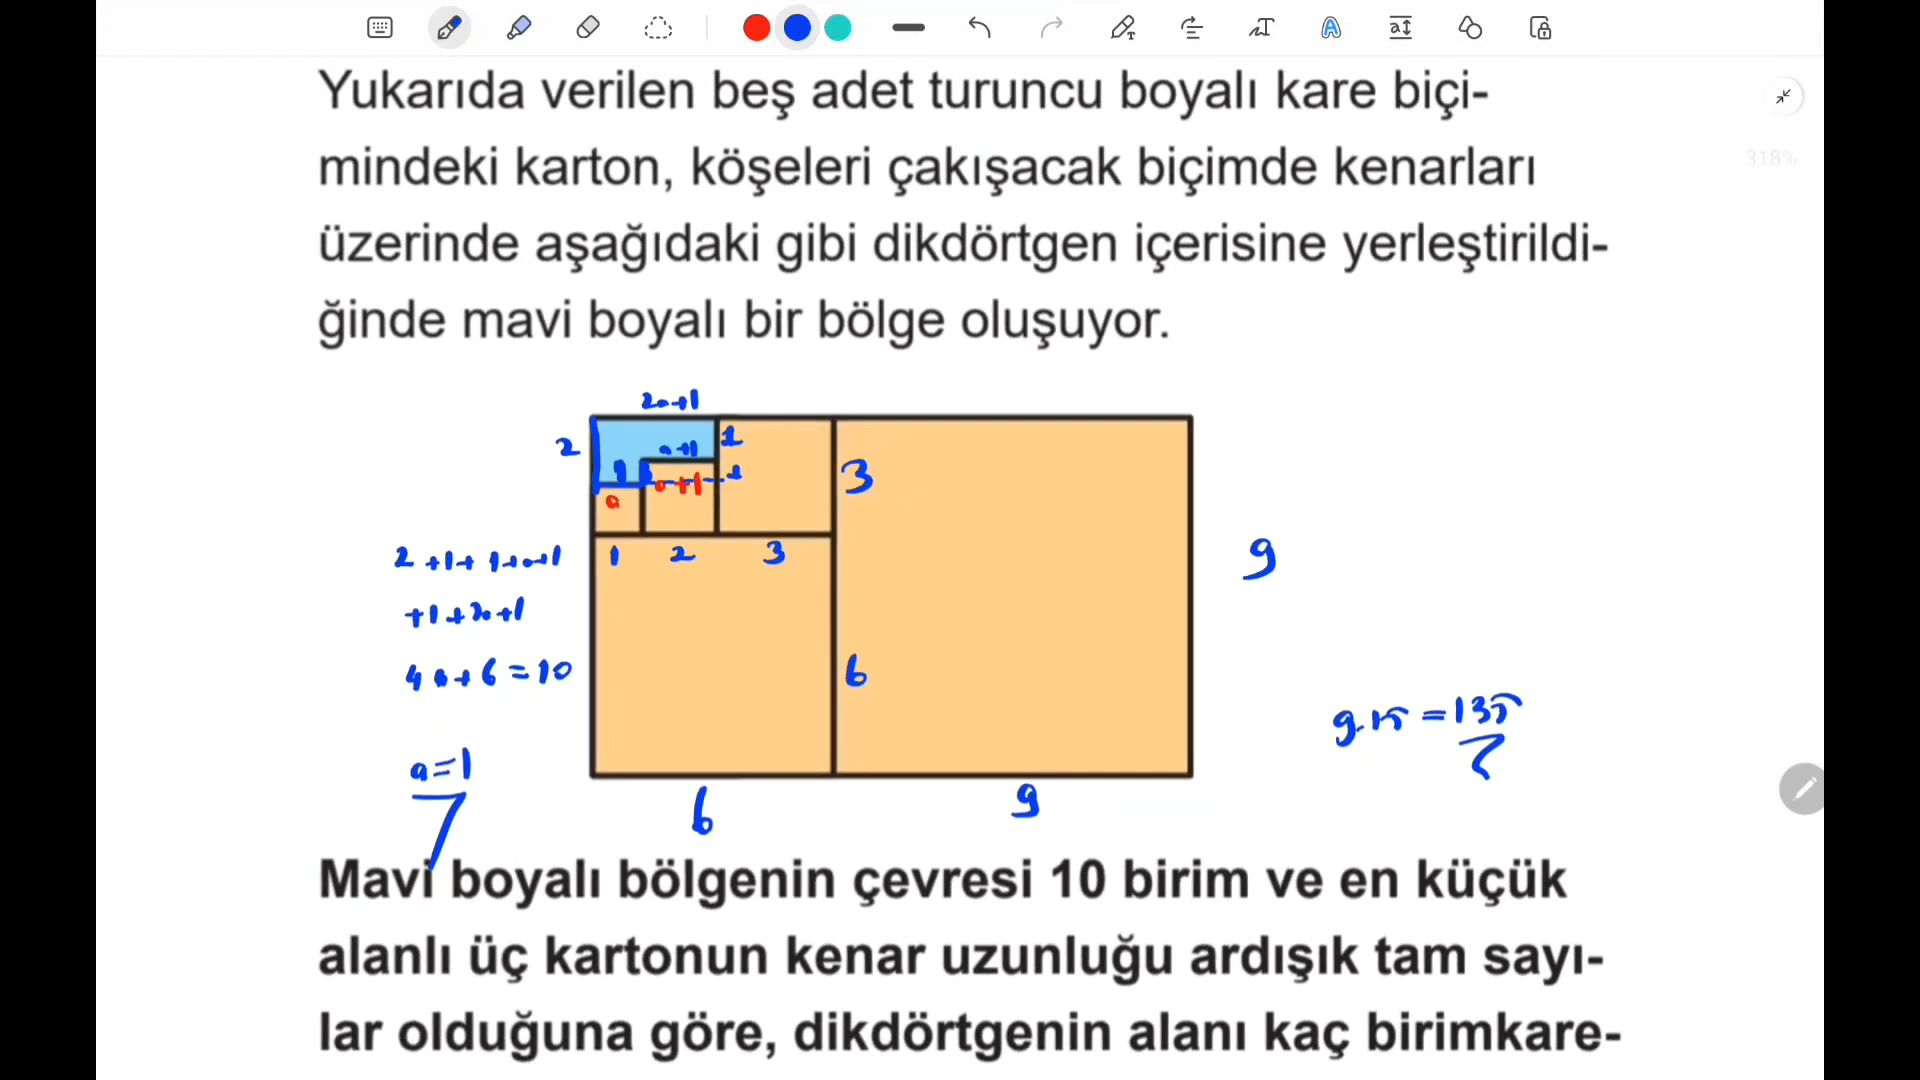 Yukarıda verilen beş adet turuncu boyalı kare biçi-
318%
mindeki karton, köşeleri çakışacak biçimde kenarları
üzerinde aşağıdaki gibi dikdörtgen içerisine yerleştirildi-
ğinde mavi boyalı bir bölge oluşuyor.
2a+1
2 a+1 1 3
1 1
a a+1
1 2 3
2+1+1+a+1
+1+2a+1
9
4a+6=10
6
9.15=135
a=1
6 9
Mavi boyalı bölgenin çevresi 10 birim ve en küçük
alanlı üç kartonun kenar uzunluğu ardışık tam sayı-
lar olduğuna göre, dikdörtgenin alanı kaç birimkare-